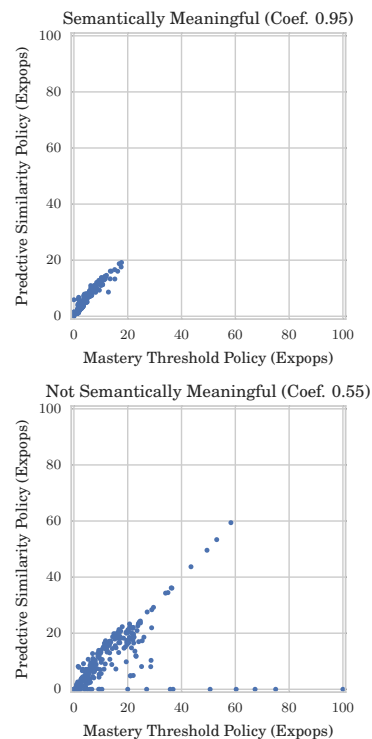 Semantically Meaningful (Coef. 0.95)
100
80
60
40
20
0
Predctive Similarity Policy (Expops)
0 20 40 60 80 100
Mastery Threshold Policy (Expops)
Not Semantically Meaningful (Coef. 0.55)
100
80
60
40
20
0
Predctive Similarity Policy (Expops)
0 20 40 60 80 100
Mastery Threshold Policy (Expops)